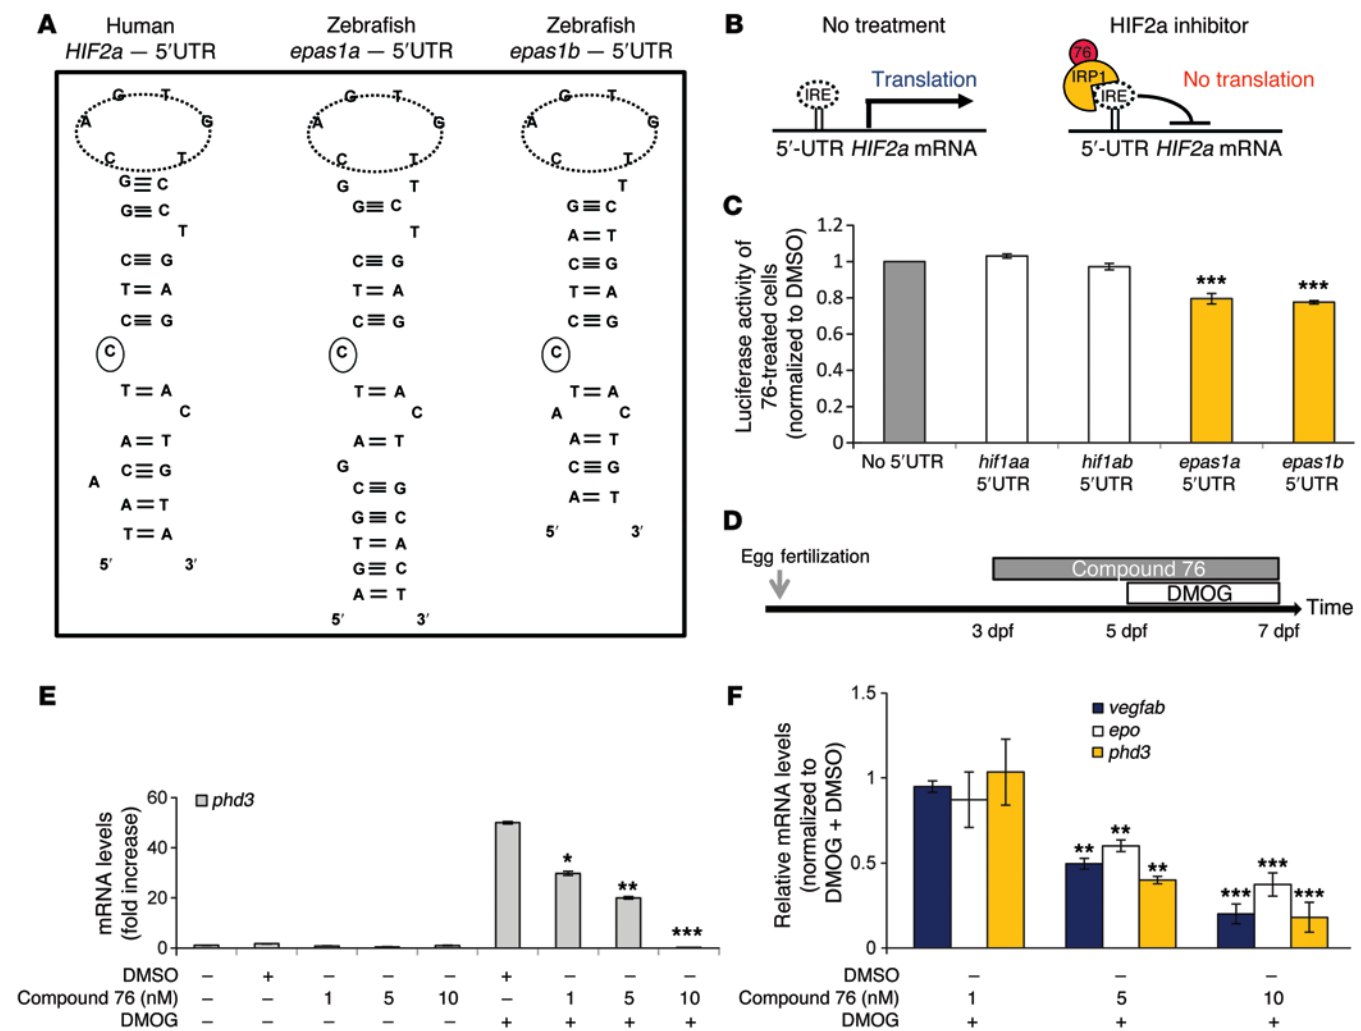 A
Human
HIF2a — 5′UTR
Zebrafish
epas1a — 5′UTR
Zebrafish
epas1b — 5′UTR
G T
A G
C T
G C
G C
T
C G
T A
C G
C
T A
C
A T
C G
A
A T
T A
5′ 3′
G T
A G
C T
G T
G C
T
C G
T A
C G
C
T A
C
A T
G
C G
G C
T A
G C
A T
5′ 3′
G T
A G
C T
T
G C
A T
C G
T A
C G
C
T A
A C
A T
C G
A T
5′ 3′
B
No treatment
IRE
Translation
5′-UTR HIF2a mRNA
HIF2a inhibitor
76
IRP1
IRE
No translation
5′-UTR HIF2a mRNA
C
Luciferase activity of
76-treated cells
(normalized to DMSO)
1.2
1
0.8
0.6
0.4
0.2
0
*** ***
No 5′UTR
hif1aa
5′UTR
hif1ab
5′UTR
epas1a
5′UTR
epas1b
5′UTR
D
Egg fertilization
Compound 76
DMOG
Time
3 dpf 5 dpf 7 dpf
E
mRNA levels
(fold increase)
60
40
20
0
phd3
* ** ***
DMSO – + – – – + – – –
Compound 76 (nM) – – 1 5 10 – 1 5 10
DMOG – – – – – + + + +
F
Relative mRNA levels
(normalized to
DMOG + DMSO)
1.5
1
0.5
0
vegfab
epo
phd3
** ** **
*** *** ***
DMSO – – –
Compound 76 (nM) 1 5 10
DMOG + + +